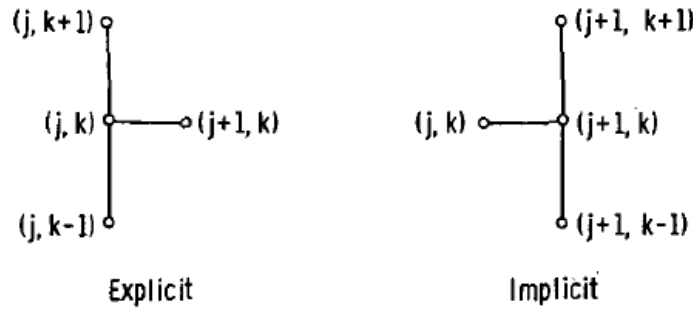 (j, k+1)
(j, k)
(j+1, k)
(j, k-1)
Explicit
(j+1, k+1)
(j, k)
(j+1, k)
(j+1, k-1)
Implicit